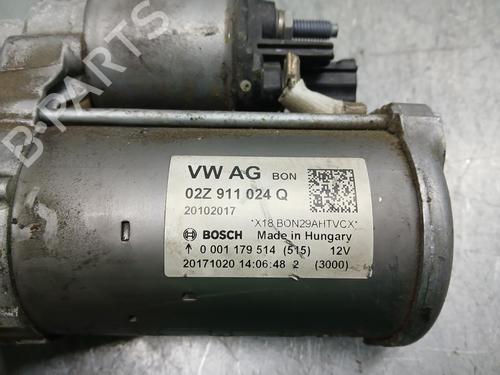 VW AG BON
02Z 911 024 Q
20102017
*X18.BON29AHTVCX*
BOSCH Made in Hungary
0 001 179 514 (515) 12V
20171020 14:06:48 2 (3000)
B-PARTS